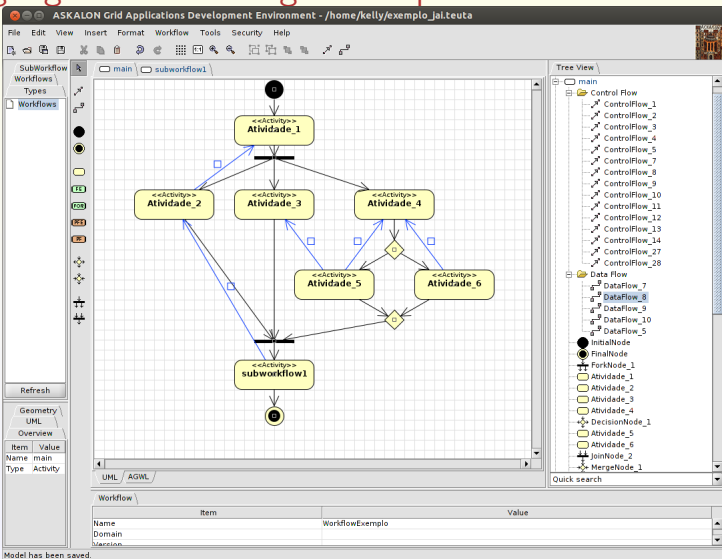 ASKALON Grid Applications Development Environment - /home/kelly/exemplo_jai.teuta
File Edit View Insert Format Workflow Tools Security Help
SubWorkflow
Workflows
Types
Workflows
Refresh
Geometry
UML
Overview
Item Value
Name main
Type Activity
main subworkflow1
<<Activity>>
Atividade_1
<<Activity>> <<Activity>> <<Activity>>
Atividade_2 Atividade_3 Atividade_4
<<Activity>> <<Activity>>
Atividade_5 Atividade_6
<<Activity>>
subworkflow1
UML AGWL
Tree View
main
Control Flow
ControlFlow_1
ControlFlow_2
ControlFlow_3
ControlFlow_4
ControlFlow_5
ControlFlow_7
ControlFlow_8
ControlFlow_9
ControlFlow_10
ControlFlow_11
ControlFlow_12
ControlFlow_13
ControlFlow_14
ControlFlow_27
ControlFlow_28
Data Flow
DataFlow_7
DataFlow_8
DataFlow_9
DataFlow_10
DataFlow_5
InitialNode
FinalNode
ForkNode_1
Atividade_1
Atividade_2
Atividade_3
Atividade_4
DecisionNode_1
Atividade_5
Atividade_6
JoinNode_2
MergeNode_1
Quick search
Workflow
Item Value
Name WorkflowExemplo
Domain
Version
Model has been saved.